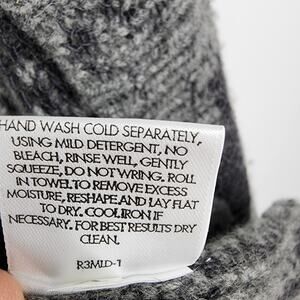 HAND WASH COLD SEPARATELY,
USING MILD DETERGENT, NO
BLEACH, RINSE WELL, GENTLY
SQUEEZE, DO NOT WRING. ROLL
IN TOWEL TO REMOVE EXCESS
MOISTURE, RESHAPE AND LAY FLAT
TO DRY. COOL IRON IF
NECESSARY. FOR BEST RESULTS DRY
CLEAN.
R3MLD-1